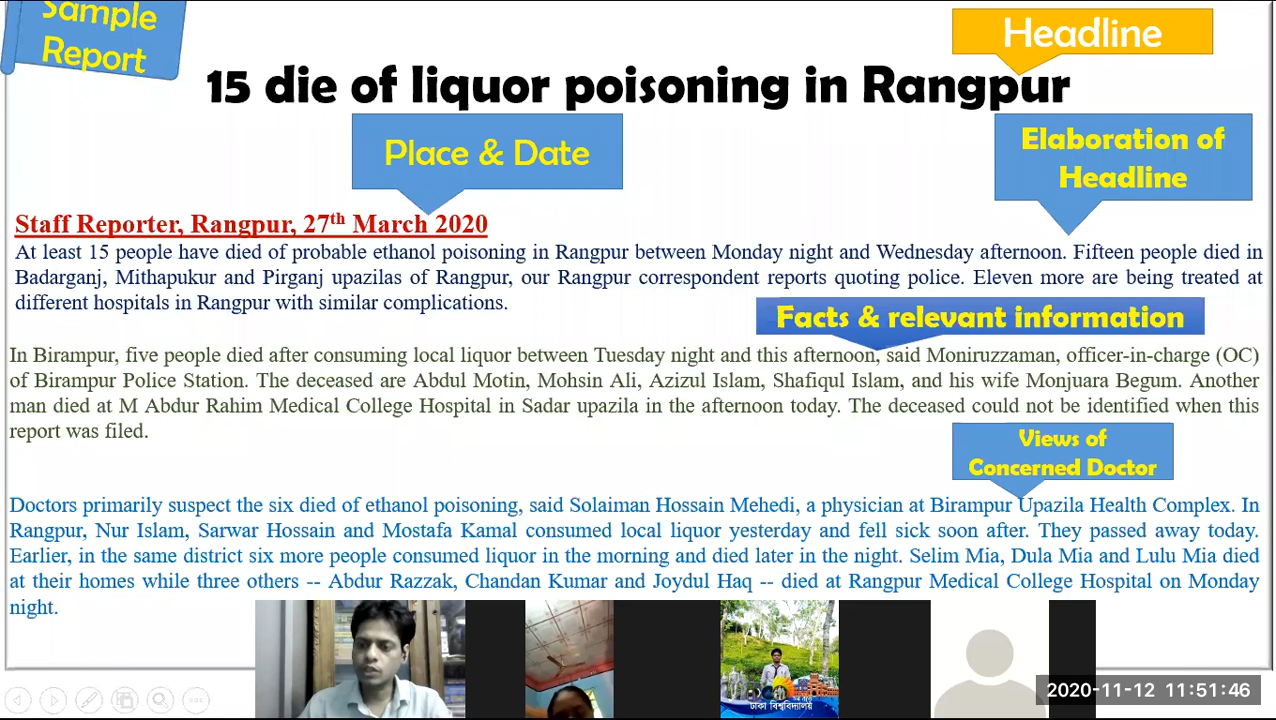 Sample
Report
Headline
15 die of liquor poisoning in Rangpur
Place & Date
Elaboration of
Headline
Staff Reporter, Rangpur, 27th March 2020
At least 15 people have died of probable ethanol poisoning in Rangpur between Monday night and Wednesday afternoon. Fifteen people died in
Badarganj, Mithapukur and Pirganj upazilas of Rangpur, our Rangpur correspondent reports quoting police. Eleven more are being treated at
different hospitals in Rangpur with similar complications.
Facts & relevant information
In Birampur, five people died after consuming local liquor between Tuesday night and this afternoon, said Moniruzzaman, officer-in-charge (OC)
of Birampur Police Station. The deceased are Abdul Motin, Mohsin Ali, Azizul Islam, Shafiqul Islam, and his wife Monjuara Begum. Another
man died at M Abdur Rahim Medical College Hospital in Sadar upazila in the afternoon today. The deceased could not be identified when this
report was filed.
Views of
Concerned Doctor
Doctors primarily suspect the six died of ethanol poisoning, said Solaiman Hossain Mehedi, a physician at Birampur Upazila Health Complex. In
Rangpur, Nur Islam, Sarwar Hossain and Mostafa Kamal consumed local liquor yesterday and fell sick soon after. They passed away today.
Earlier, in the same district six more people consumed liquor in the morning and died later in the night. Selim Mia, Dula Mia and Lulu Mia died
at their homes while three others -- Abdur Razzak, Chandan Kumar and Joydul Haq -- died at Rangpur Medical College Hospital on Monday
night.
ঢাকা বিশ্ববিদ্যালয়
2020-11-12 11:51:46